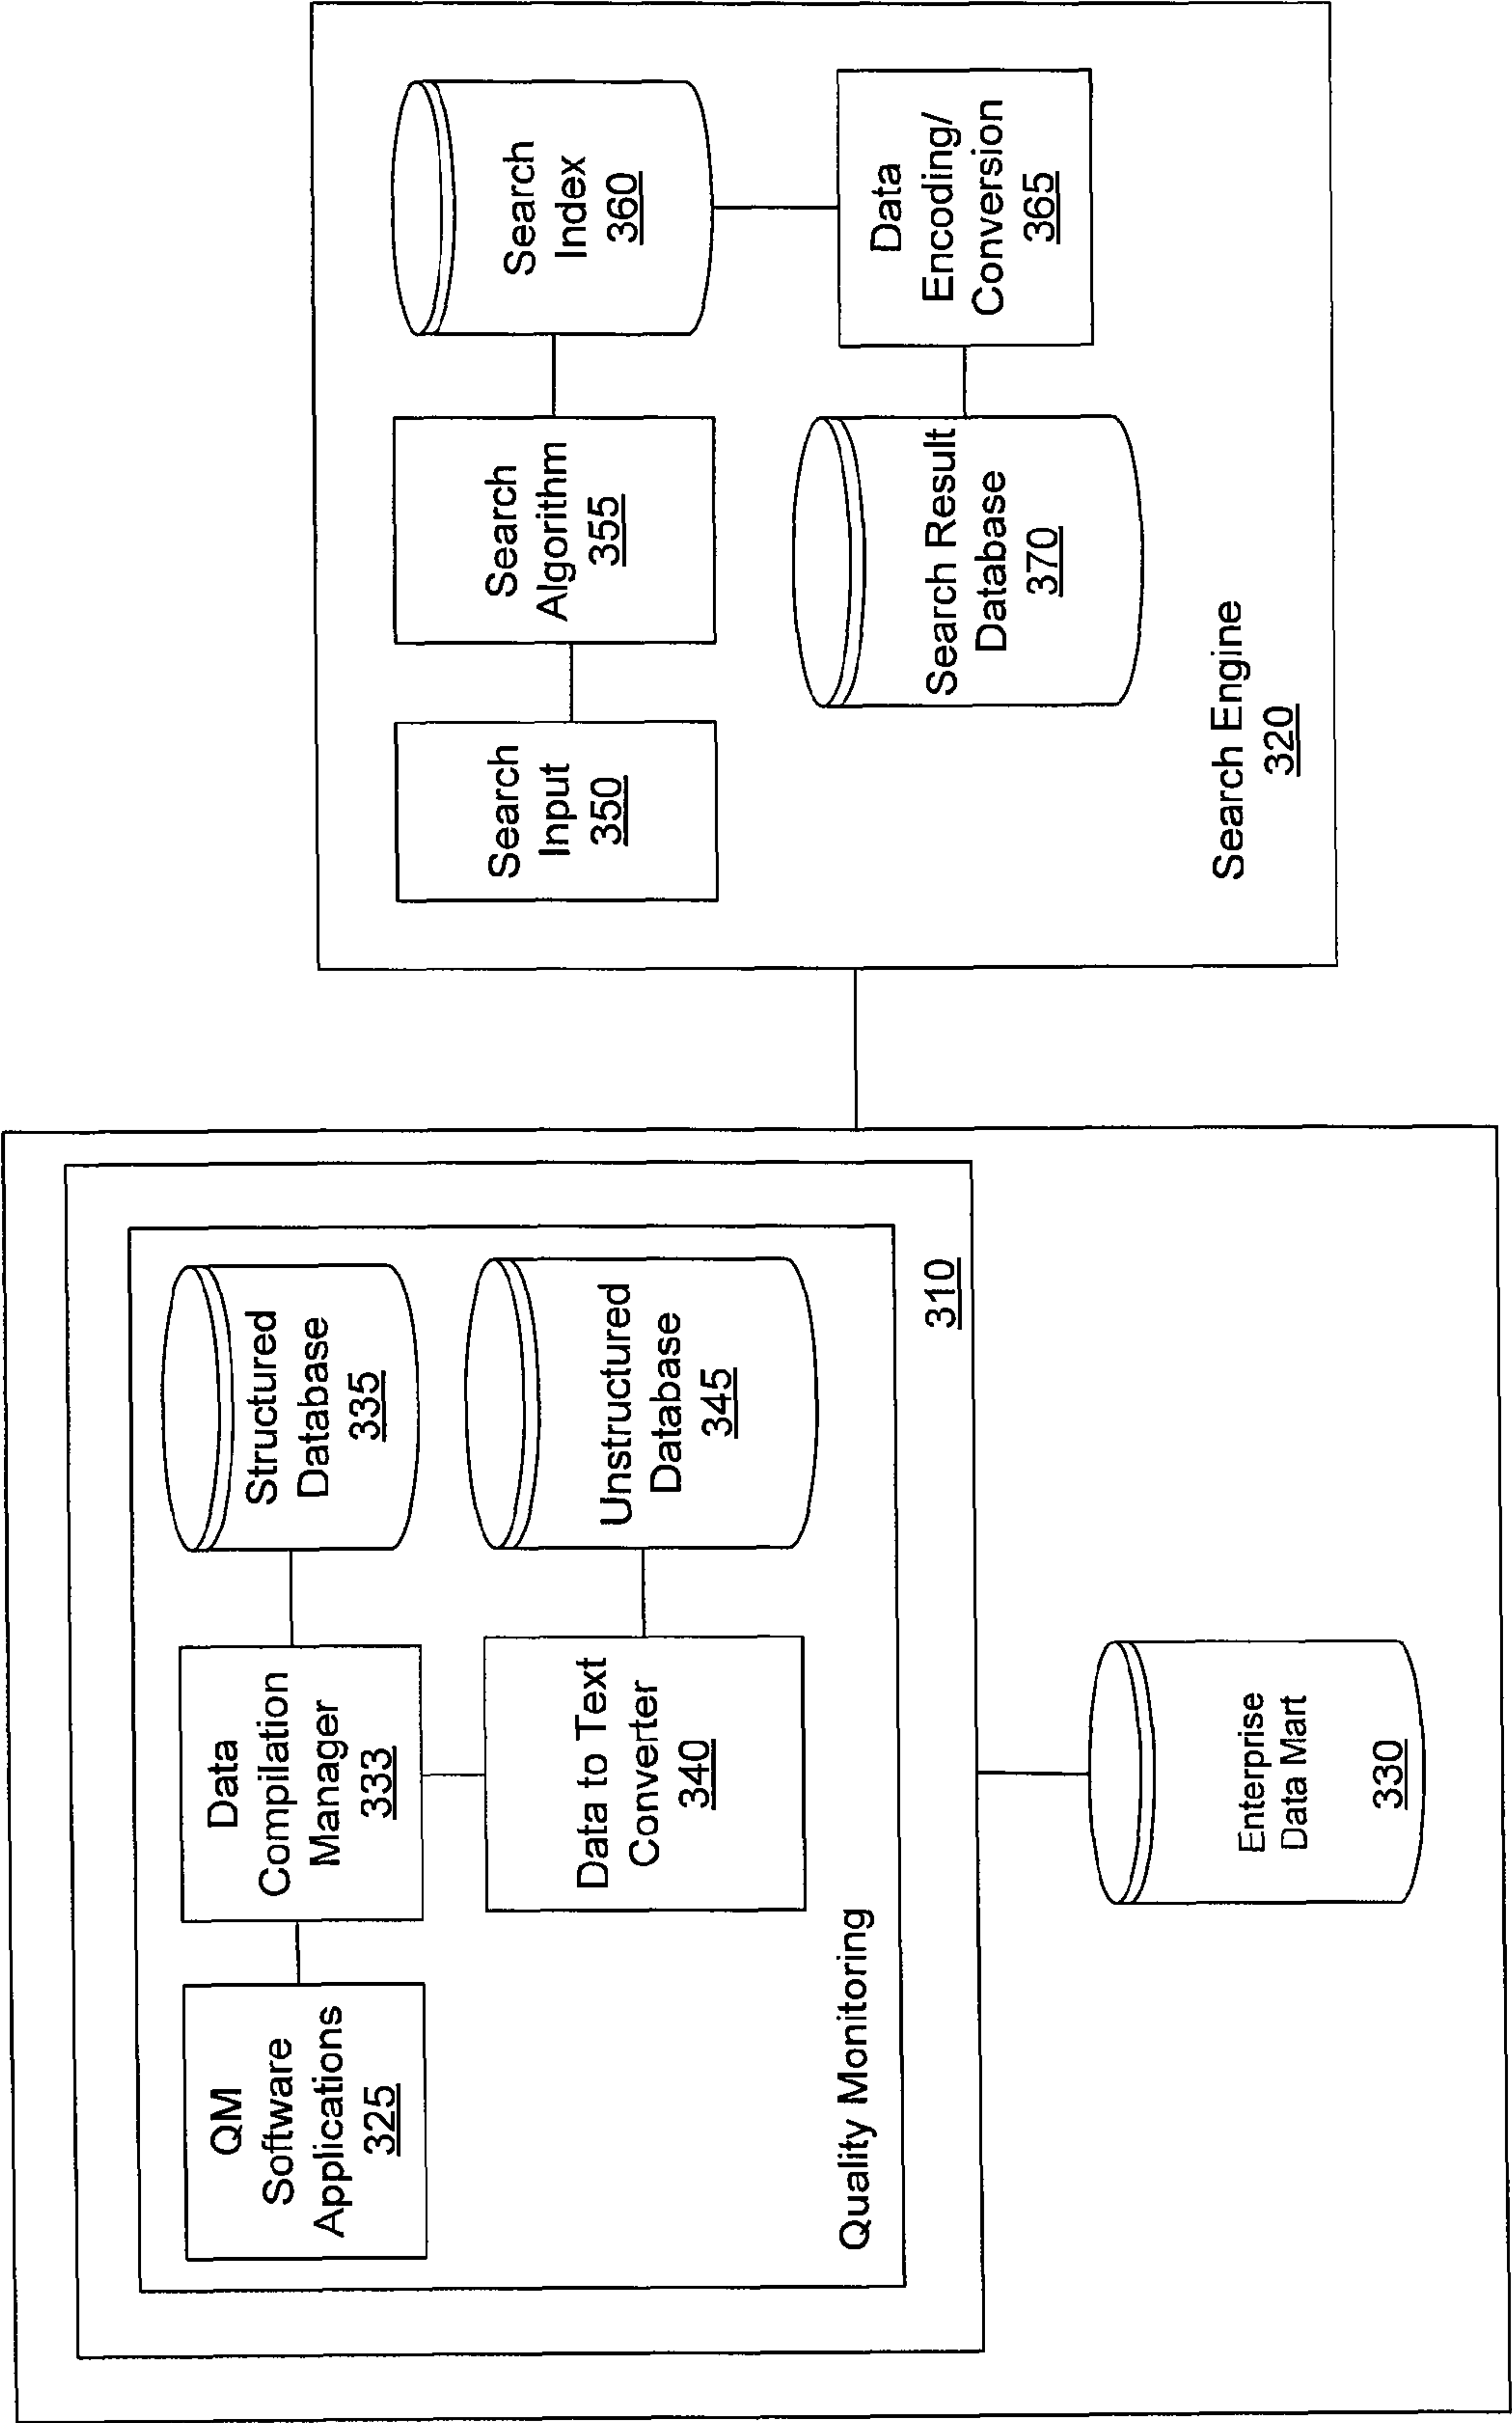 QM
Software
Applications
325
Data
Compilation
Manager
333
Structured
Database
335
Data to Text
Converter
340
Unstructured
Database
345
Quality Monitoring
310
Enterprise
Data Mart
330
Search
Input
350
Search
Algorithm
355
Search
Index
360
Search Result
Database
370
Data
Encoding/
Conversion
365
Search Engine
320